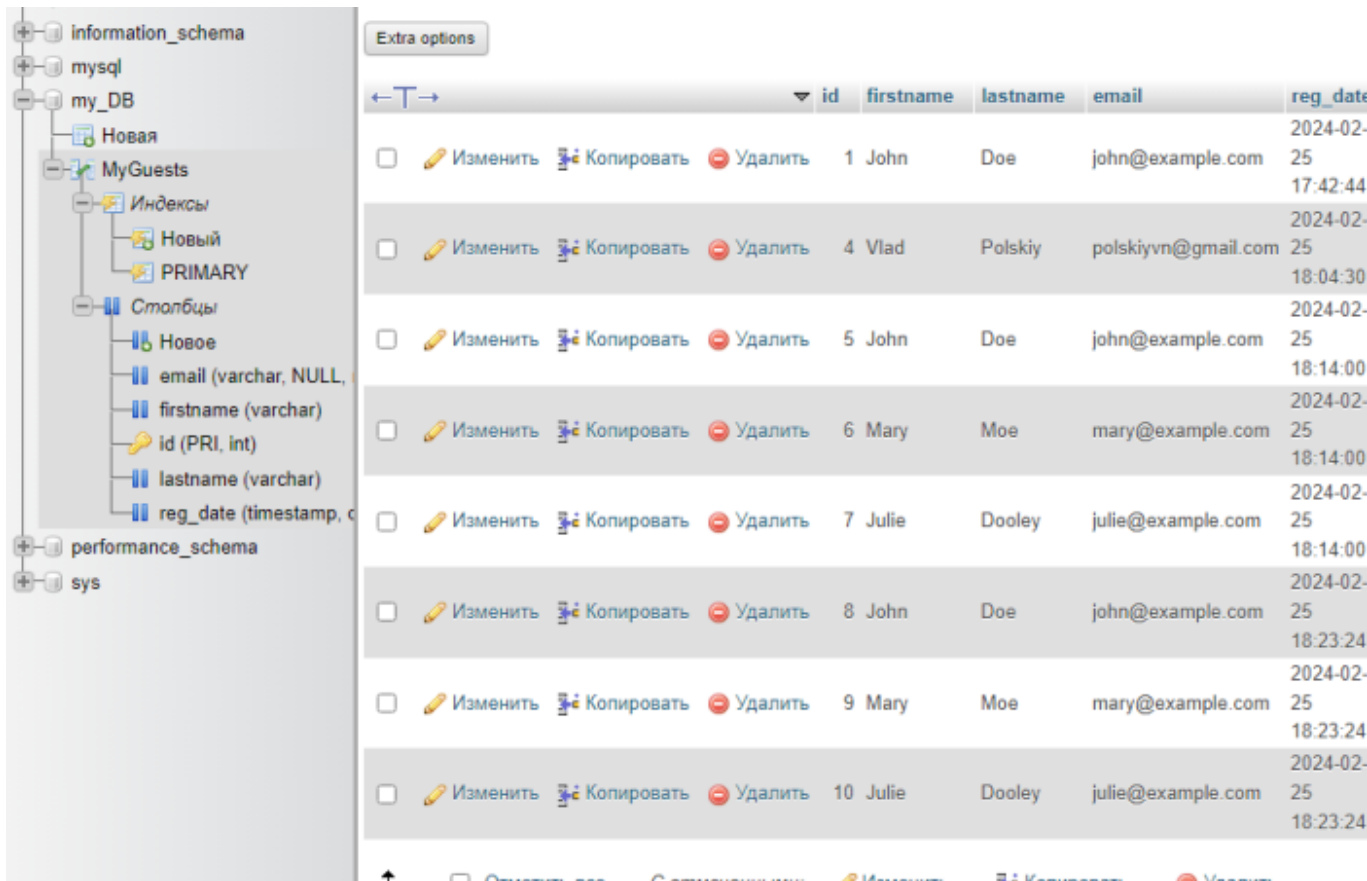 information_schema
mysql
my_DB
Новая
MyGuests
Индексы
Новый
PRIMARY
Столбцы
Новое
email (varchar, NULL,
firstname (varchar)
id (PRI, int)
lastname (varchar)
reg_date (timestamp,
performance_schema
sys
Extra options
id firstname lastname email reg_date
Изменить Копировать Удалить 1 John Doe john@example.com 2024-02-
25
17:42:44
Изменить Копировать Удалить 4 Vlad Polskiy polskiyvn@gmail.com 2024-02-
25
18:04:30
Изменить Копировать Удалить 5 John Doe john@example.com 2024-02-
25
18:14:00
Изменить Копировать Удалить 6 Mary Moe mary@example.com 2024-02-
25
18:14:00
Изменить Копировать Удалить 7 Julie Dooley julie@example.com 2024-02-
25
18:14:00
Изменить Копировать Удалить 8 John Doe john@example.com 2024-02-
25
18:23:24
Изменить Копировать Удалить 9 Mary Moe mary@example.com 2024-02-
25
18:23:24
Изменить Копировать Удалить 10 Julie Dooley julie@example.com 2024-02-
25
18:23:24